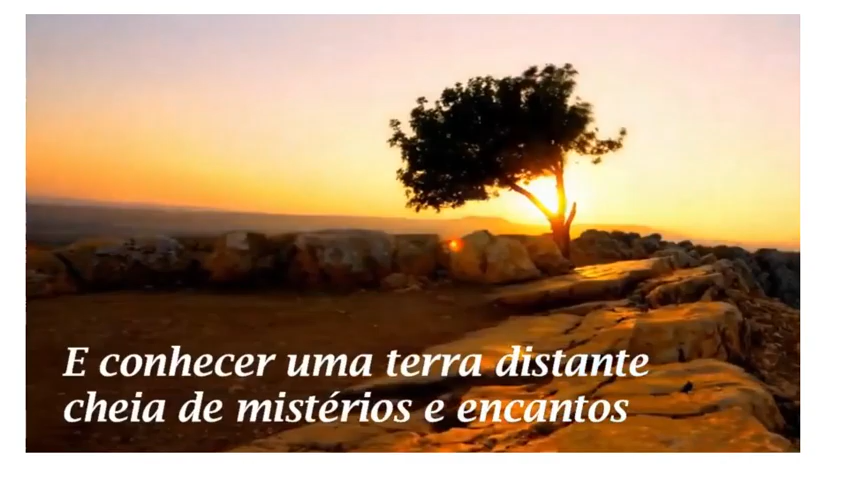 E conhecer uma terra distante
cheia de mistérios e encantos